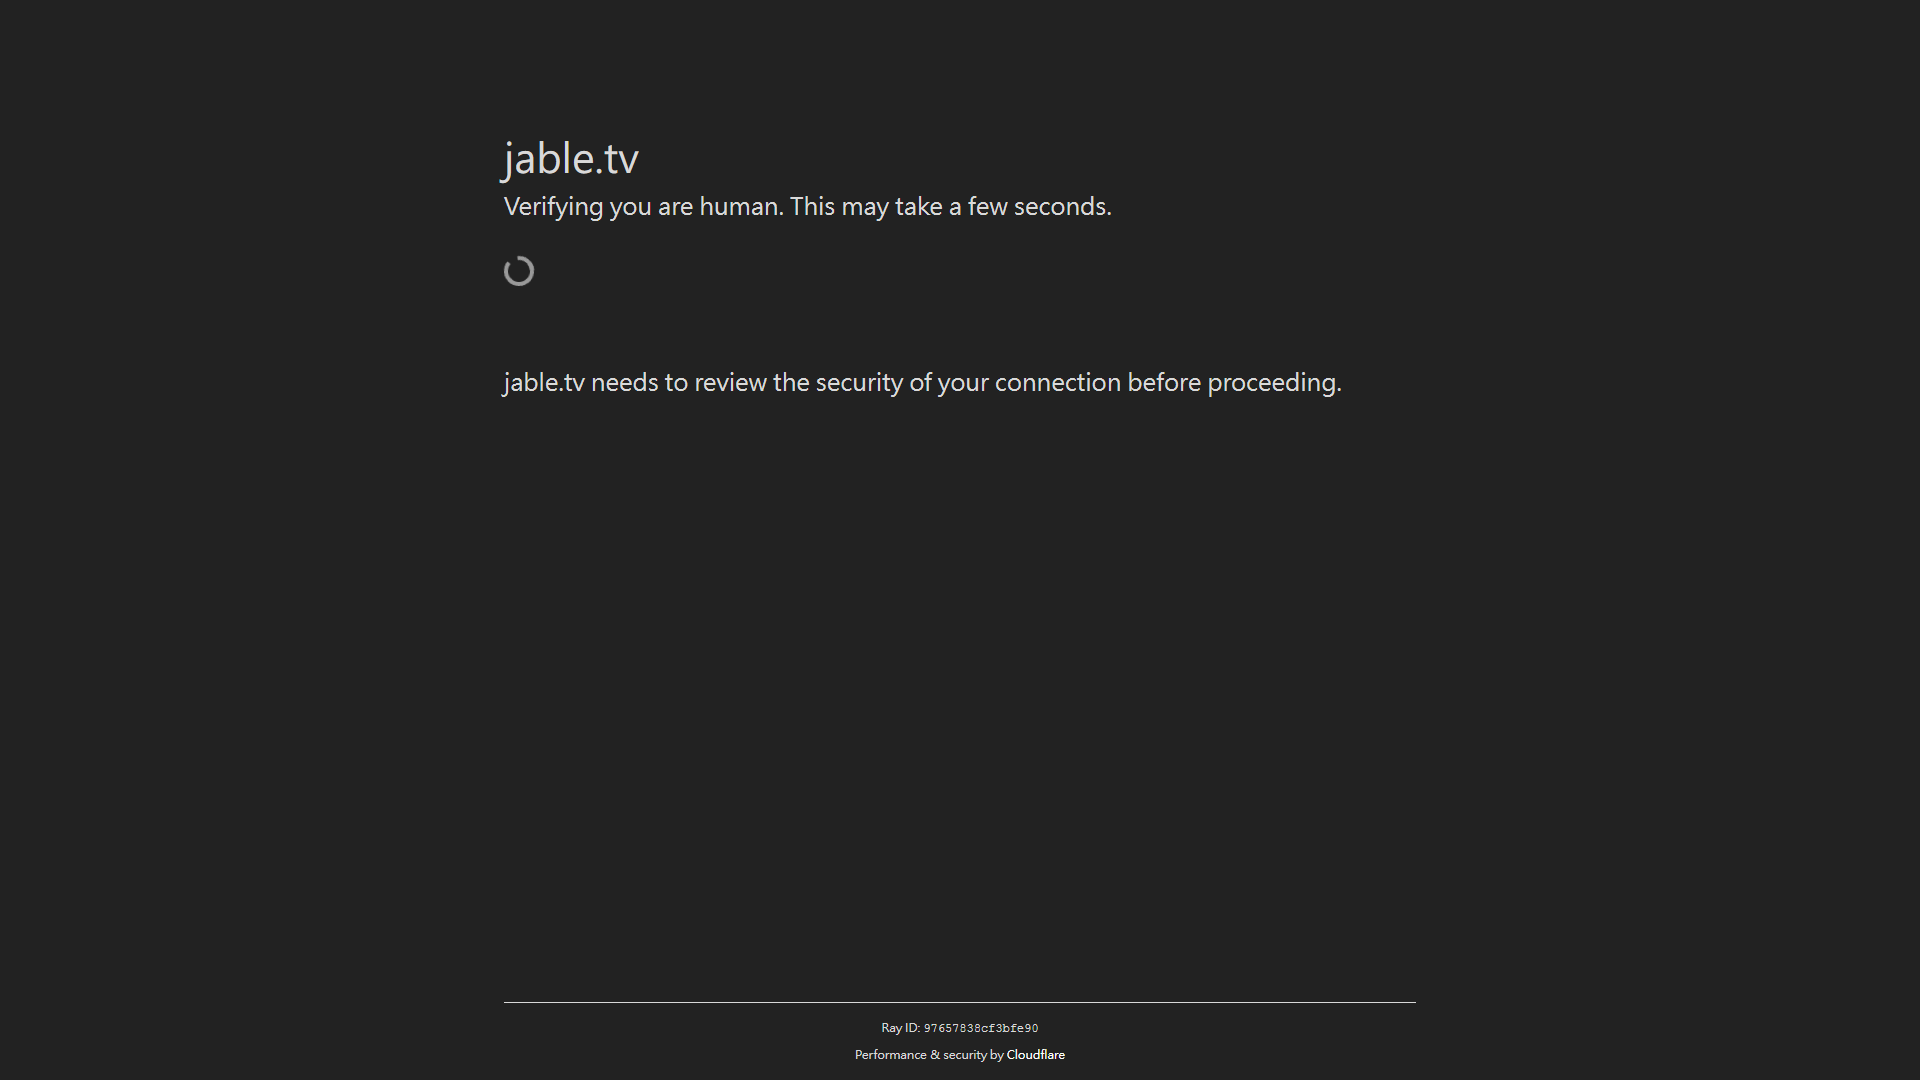 jable.tv
Verifying you are human. This may take a few seconds.
jable.tv needs to review the security of your connection before proceeding.
Ray ID: 97657838cf3bfe90
Performance & security by Cloudflare